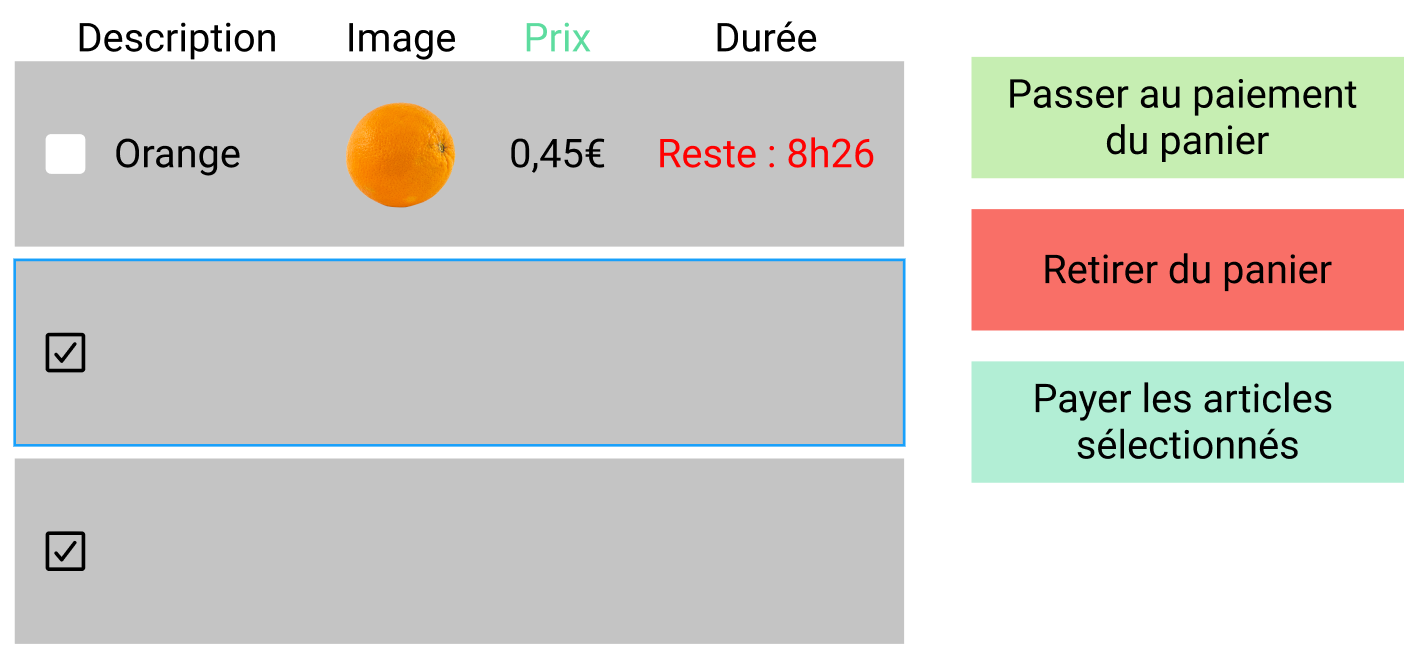 Description Image Prix Durée
Orange 0,45€ Reste : 8h26
Passer au paiement
du panier
Retirer du panier
Payer les articles
sélectionnés